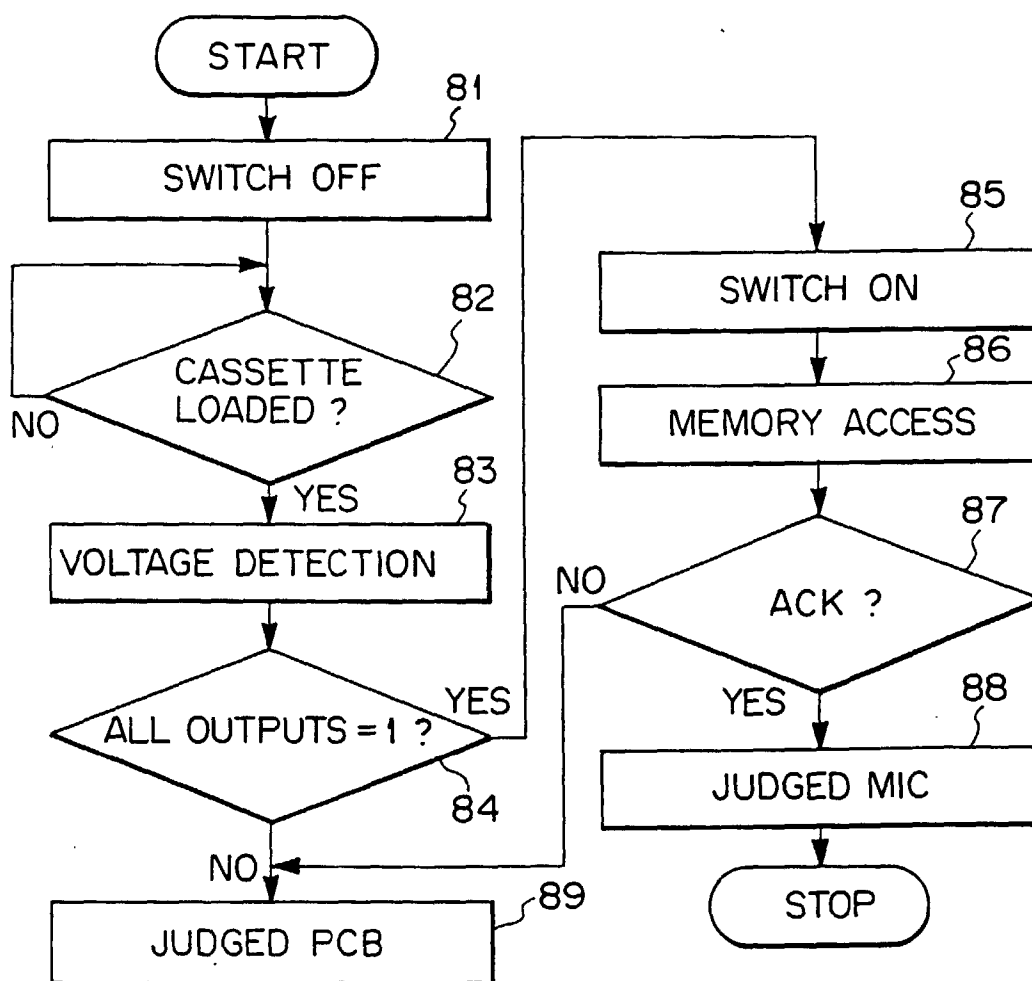 START
81
SWITCH OFF
82
CASSETTE
LOADED ?
NO
YES
83
VOLTAGE DETECTION
ALL OUTPUTS = 1 ?
YES
84
NO
89
JUDGED PCB
85
SWITCH ON
86
MEMORY ACCESS
87
NO
ACK ?
YES
88
JUDGED MIC
STOP